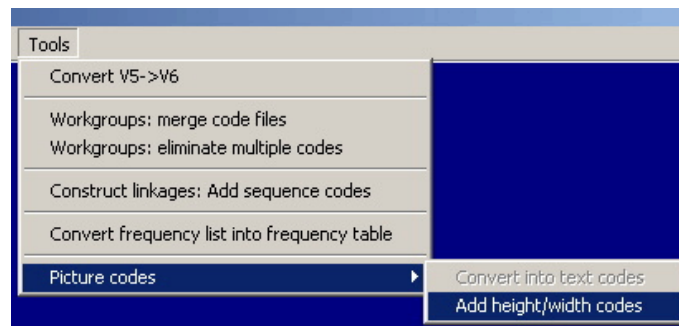 Tools
Convert V5->V6
Workgroups: merge code files
Workgroups: eliminate multiple codes
Construct linkages: Add sequence codes
Convert frequency list into frequency table
Picture codes
Convert into text codes
Add height/width codes